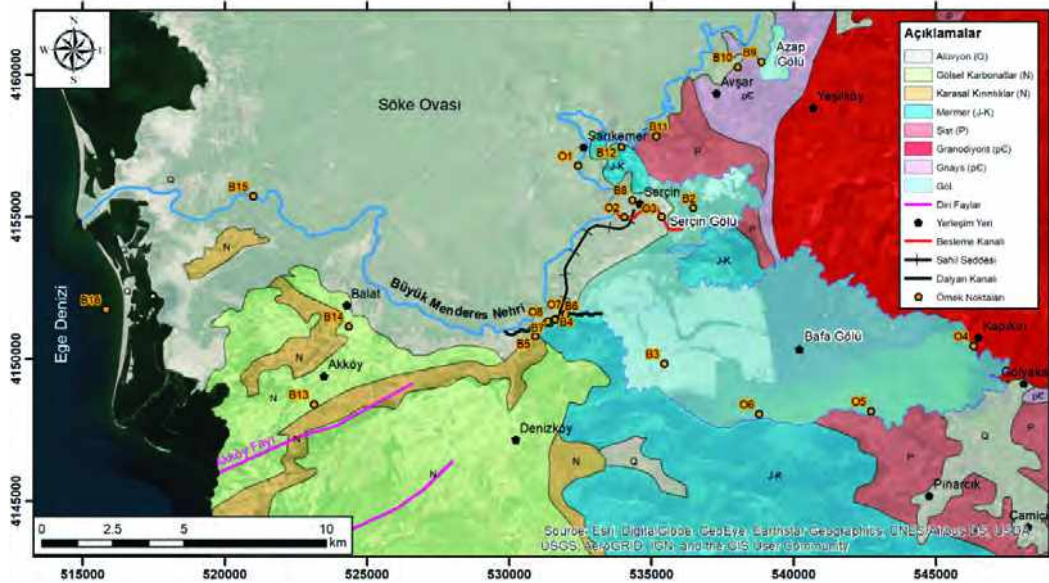 N
W
E
S
4160000
4155000
4150000
4145000
515000
520000
525000
530000
535000
540000
545000
Söke Ovası
Ege Denizi
Büyük Menderes Nehri
Akköy Fayı
B10
B9
Azap
Gölü
Avşar
pЄ
Yeşilköy
Sarıkemer
B11
B12
O1
J-K
P
B8
Serçin
B2
O2
O3
Serçin Gölü
P
J-K
Q
B15
N
B16
Q
Balat
B14
N
Akköy
N
B13
N
N
O8
O7
B6
B7
B4
B5
B3
Bafa Gölü
Kapıkırı
O4
Gölyaka
pЄ
O5
O6
Denizköy
N
Q
J-K
P
Q
P
Pınarcık
Açıklamalar
Alüvyon (Q)
Gölsel Karbonatlar (N)
Karasal Kırıntılılar (N)
Mermer (J-K)
Şist (P)
Granodiyorit (pЄ)
Gnays (pЄ)
Göl
Diri Faylar
Yerleşim Yeri
Besleme Kanalı
Sahil Seddesi
Dalyan Kanalı
Örnek Noktaları
0 2.5 5 10
km
Source: Esri, DigitalGlobe, GeoEye, Earthstar Geographics, CNES/Airbus DS, USDA,
USGS, AeroGRID, IGN, and the GIS User Community